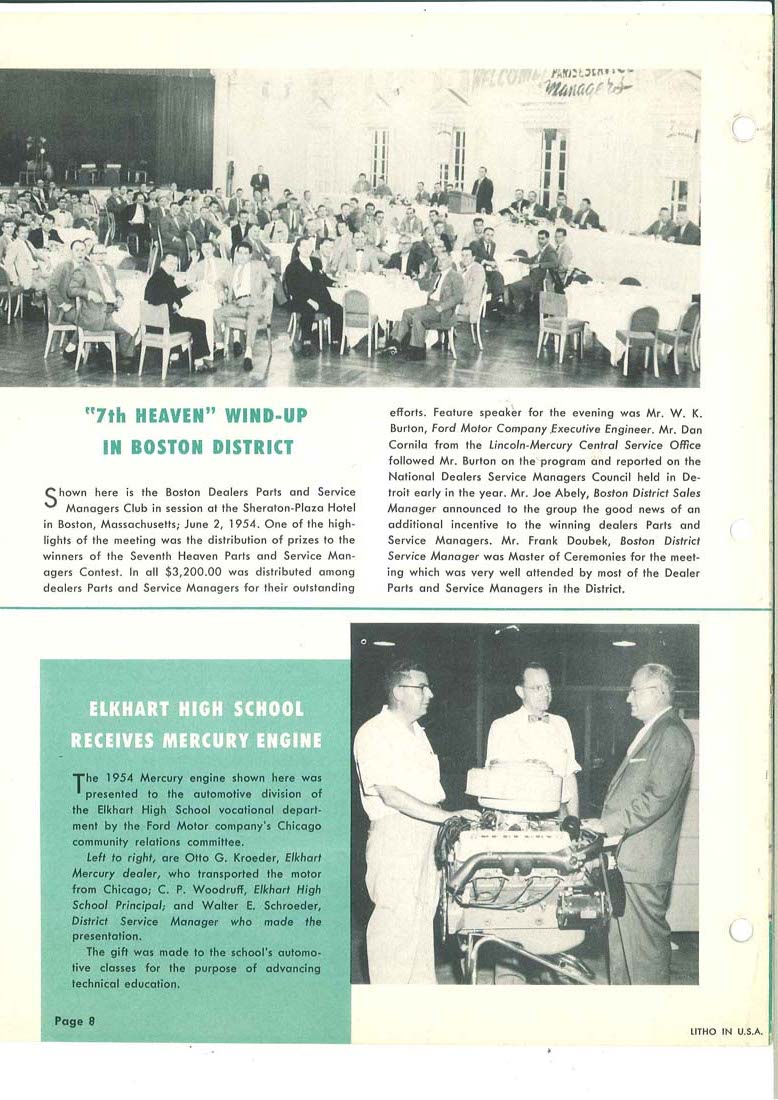 WELCOME PARTS & SERVICE
Managers
"7th HEAVEN" WIND-UP
IN BOSTON DISTRICT
Shown here is the Boston Dealers Parts and Service
Managers Club in session at the Sheraton-Plaza Hotel
in Boston, Massachusetts; June 2, 1954. One of the high-
lights of the meeting was the distribution of prizes to the
winners of the Seventh Heaven Parts and Service Man-
agers Contest. In all $3,200.00 was distributed among
dealers Parts and Service Managers for their outstanding
efforts. Feature speaker for the evening was Mr. W. K.
Burton, Ford Motor Company Executive Engineer. Mr. Dan
Cornila from the Lincoln-Mercury Central Service Office
followed Mr. Burton on the program and reported on the
National Dealers Service Managers Council held in De-
troit early in the year. Mr. Joe Abely, Boston District Sales
Manager announced to the group the good news of an
additional incentive to the winning dealers Parts and
Service Managers. Mr. Frank Doubek, Boston District
Service Manager was Master of Ceremonies for the meet-
ing which was very well attended by most of the Dealer
Parts and Service Managers in the District.
ELKHART HIGH SCHOOL
RECEIVES MERCURY ENGINE
The 1954 Mercury engine shown here was
presented to the automotive division of
the Elkhart High School vocational depart-
ment by the Ford Motor company's Chicago
community relations committee.
Left to right, are Otto G. Kroeder, Elkhart
Mercury dealer, who transported the motor
from Chicago; C. P. Woodruff, Elkhart High
School Principal; and Walter E. Schroeder,
District Service Manager who made the
presentation.
The gift was made to the school's automo-
tive classes for the purpose of advancing
technical education.
Page 8
LITHO IN U.S.A.